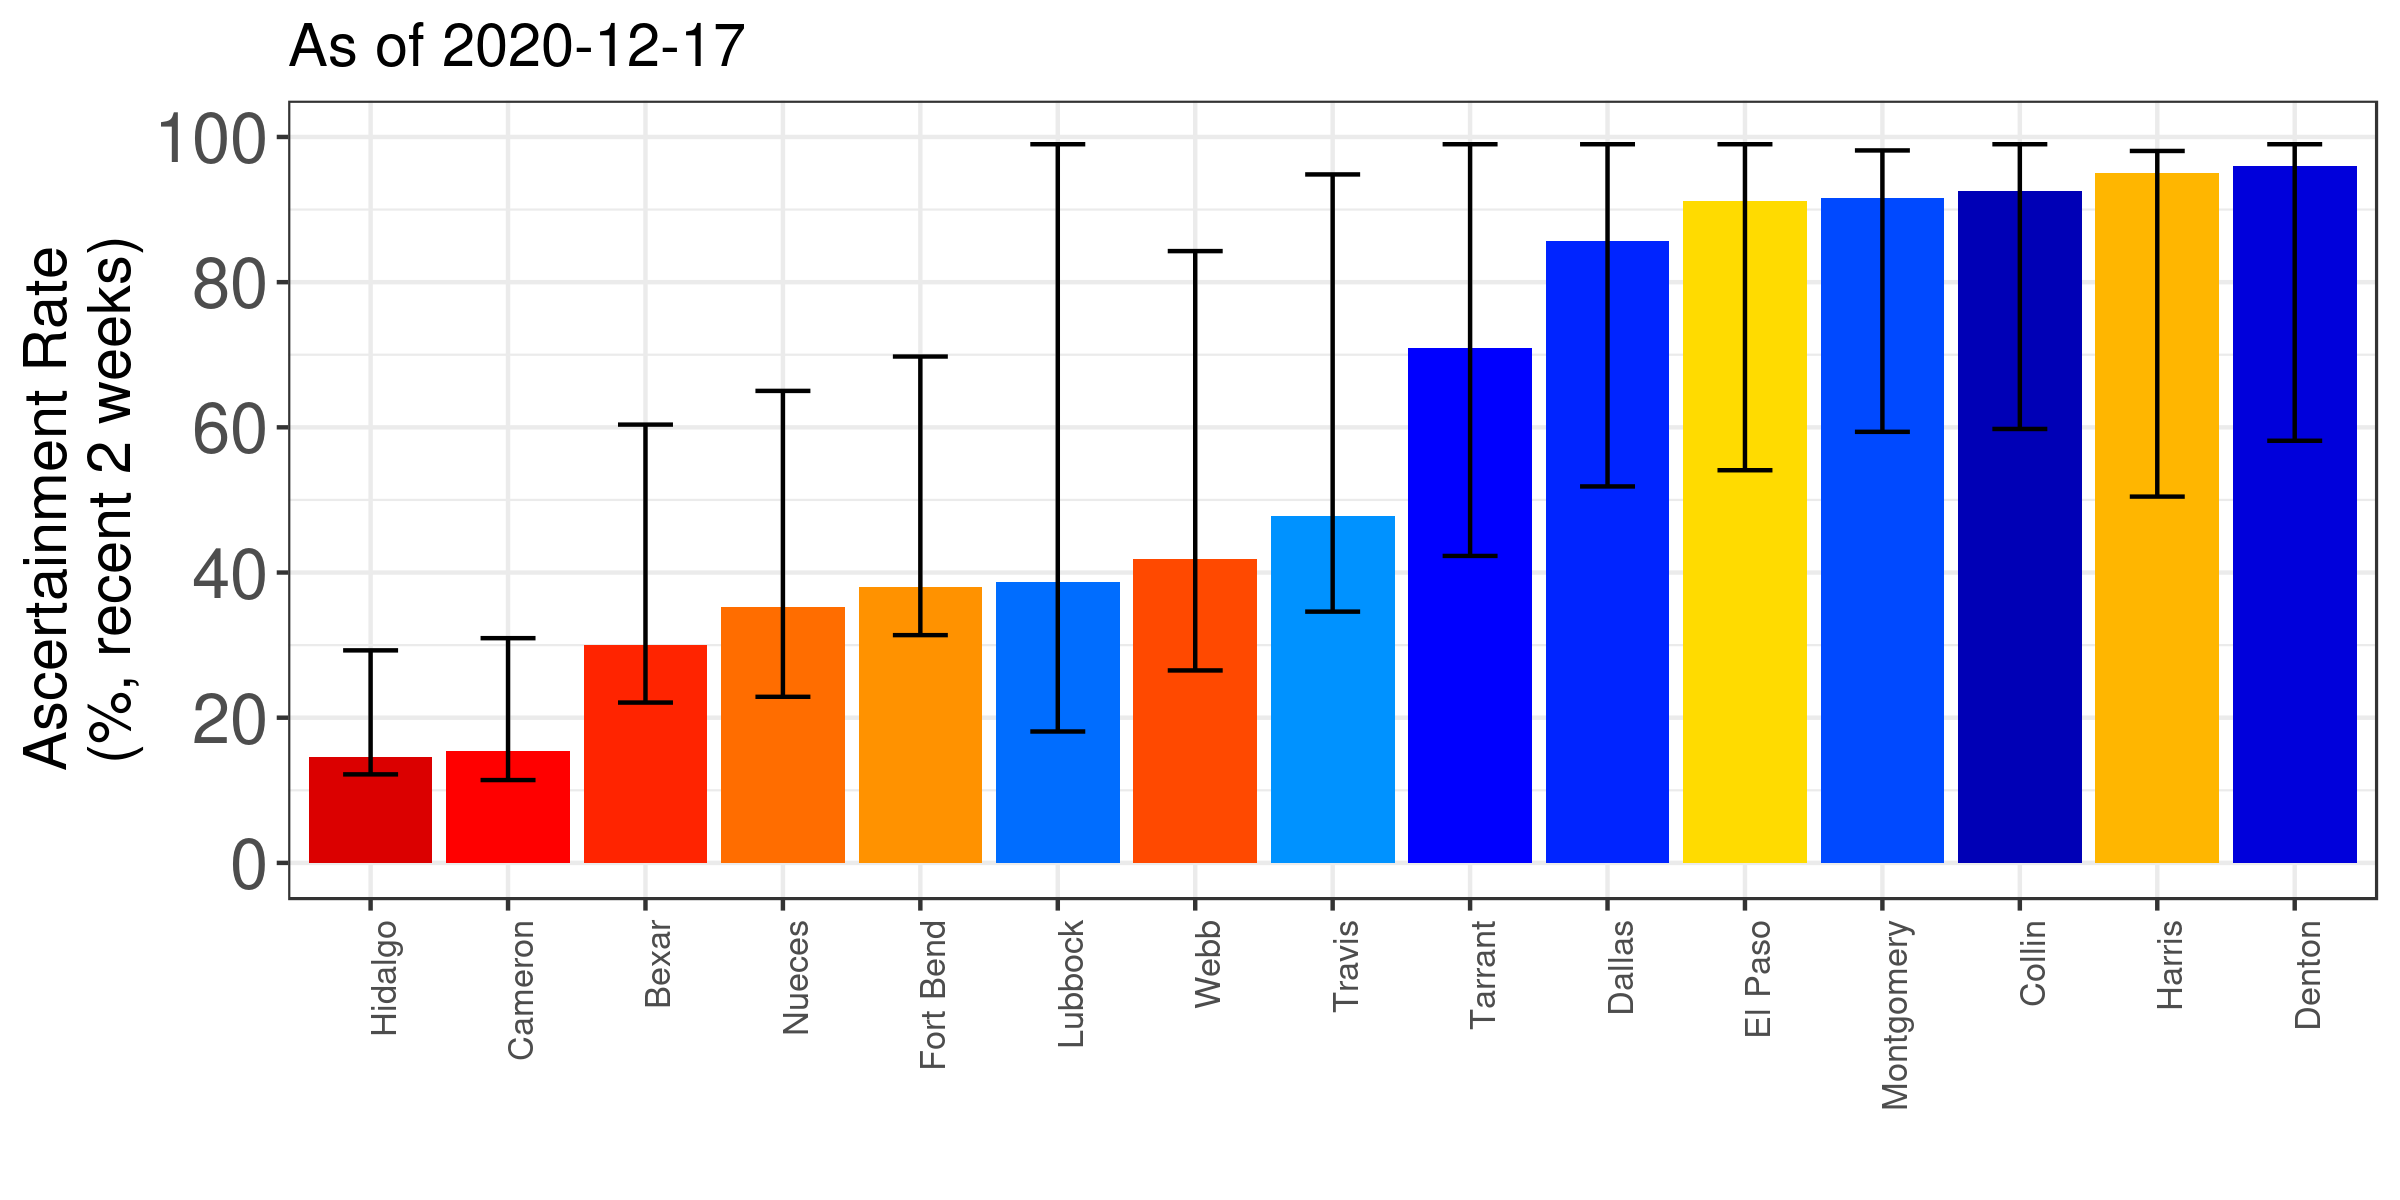 As of 2020-12-17
Ascertainment Rate
(%, recent 2 weeks)
100
80
60
40
20
0
Hidalgo
Cameron
Bexar
Nueces
Fort Bend
Lubbock
Webb
Travis
Tarrant
Dallas
El Paso
Montgomery
Collin
Harris
Denton